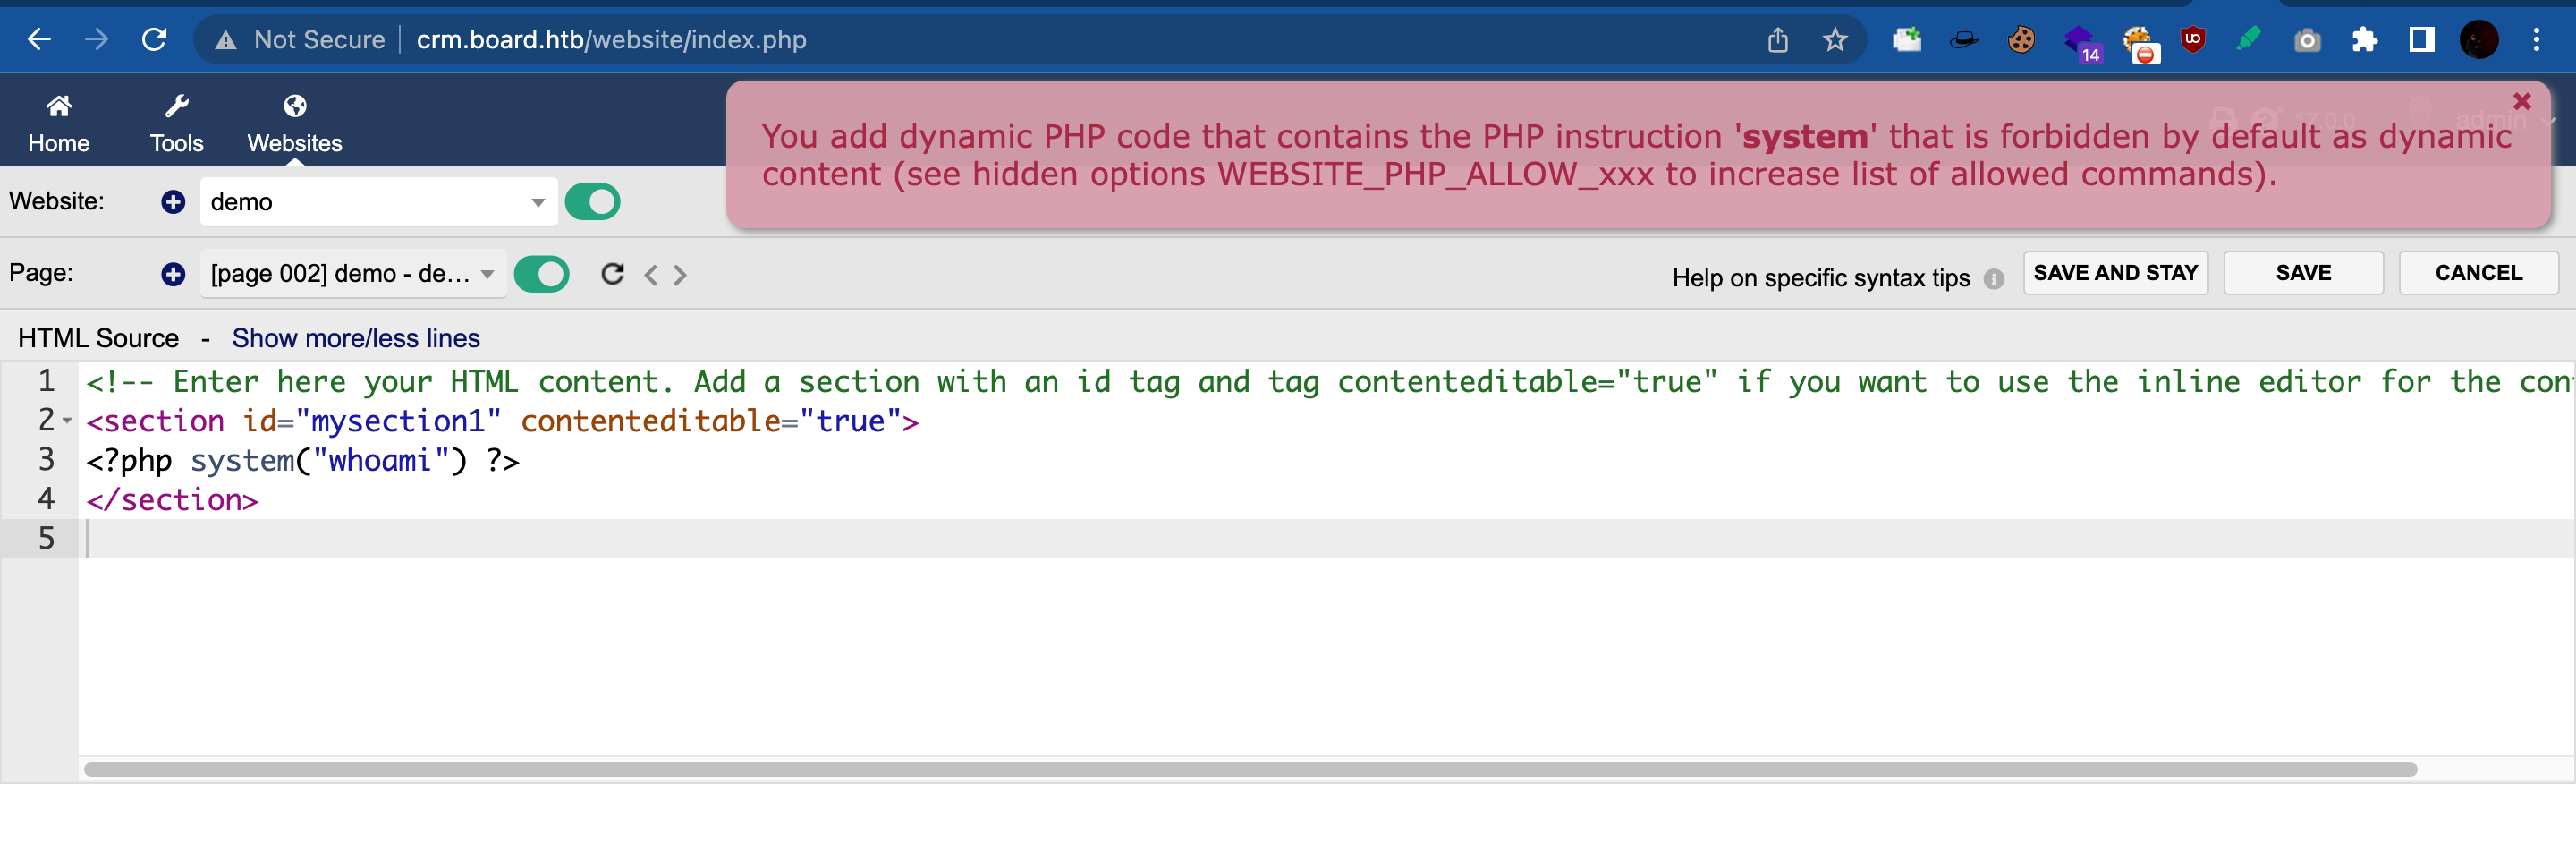 Not Secure crm.board.htb/website/index.php
14
Home Tools Websites
17.0.0 admin
You add dynamic PHP code that contains the PHP instruction 'system' that is forbidden by default as dynamic
content (see hidden options WEBSITE_PHP_ALLOW_xxx to increase list of allowed commands).
Website: demo
Page: [page 002] demo - de... Help on specific syntax tips SAVE AND STAY SAVE CANCEL
HTML Source - Show more/less lines
1 <!-- Enter here your HTML content. Add a section with an id tag and tag contenteditable="true" if you want to use the inline editor for the con
2 <section id="mysection1" contenteditable="true">
3 <?php system("whoami") ?>
4 </section>
5